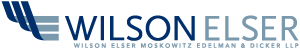 WILSON ELSER
WILSON ELSER MOSKOWITZ EDELMAN & DICKER LLP